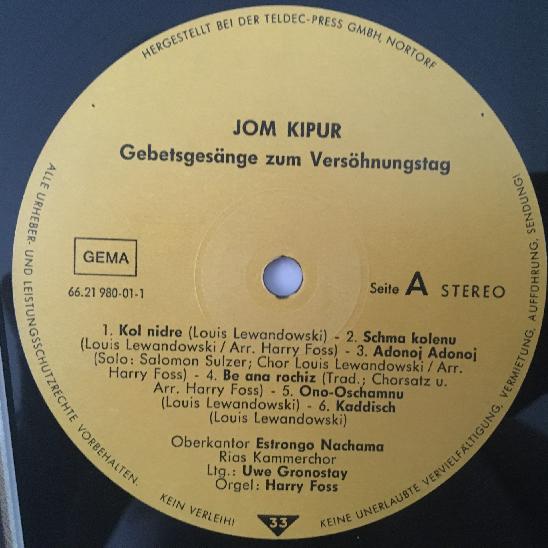 HERGESTELLT BEI DER TELDEC-PRESS GMBH, NORTORF
JOM KIPUR
Gebetsgesänge zum Versöhnungstag
GEMA
66.21 980-01-1
Seite A STEREO
1. Kol nidre (Louis Lewandowski) - 2. Schma kolenu
(Louis Lewandowski / Arr. Harry Foss) - 3. Adonoj Adonoj
(Solo: Salomon Sulzer; Chor Louis Lewandowski / Arr.
Harry Foss) - 4. Be ana rochiz (Trad.; Chorsatz u.
Arr. Harry Foss) - 5. Ono-Oschamnu
(Louis Lewandowski) - 6. Kaddisch
(Louis Lewandowski)
Oberkantor Estrongo Nachama
Rias Kammerchor
Ltg.: Uwe Gronostay
Orgel: Harry Foss
33
ALLE URHEBER- UND LEISTUNGSSCHUTZRECHTE VORBEHALTEN.
KEIN VERLEIH!
KEINE UNERLAUBTE VERVIELFÄLTIGUNG, VERMIETUNG, AUFFÜHRUNG, SENDUNG!